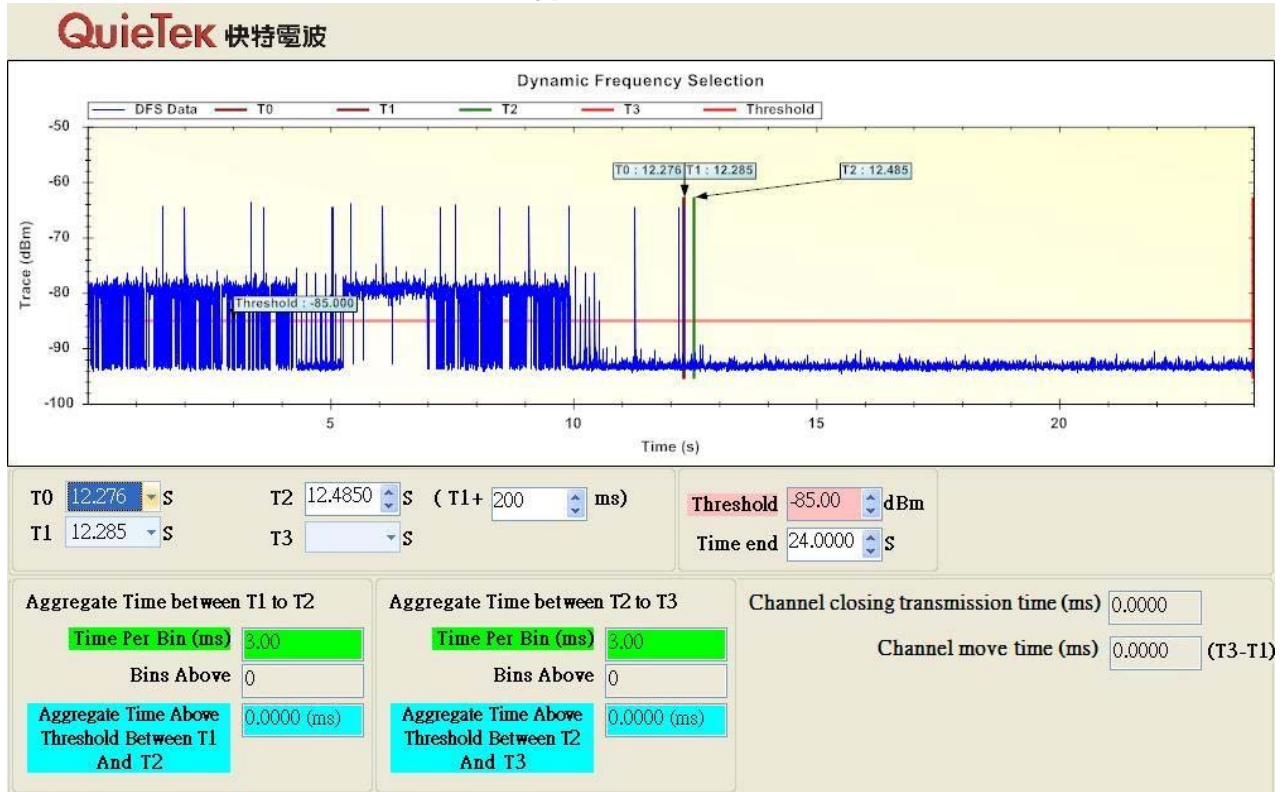 QuieTek 快特電波
Dynamic Frequency Selection
DFS Data T0 T1 T2 T3 Threshold
-50
-60
-70
-80
-90
-100
Trace (dBm)
T0 : 12.276 T1 : 12.285
T2 : 12.485
Threshold : -85.000
5 10 15 20
Time (s)
T0 12.276 S T2 12.4850 S ( T1+ 200 ms)
T1 12.285 S T3 S
Threshold -85.00 dBm
Time end 24.0000 S
Aggregate Time between T1 to T2
Time Per Bin (ms) 3.00
Bins Above 0
Aggregate Time Above 0.0000 (ms)
Threshold Between T1
And T2
Aggregate Time between T2 to T3
Time Per Bin (ms) 3.00
Bins Above 0
Aggregate Time Above 0.0000 (ms)
Threshold Between T2
And T3
Channel closing transmission time (ms) 0.0000
Channel move time (ms) 0.0000 (T3-T1)